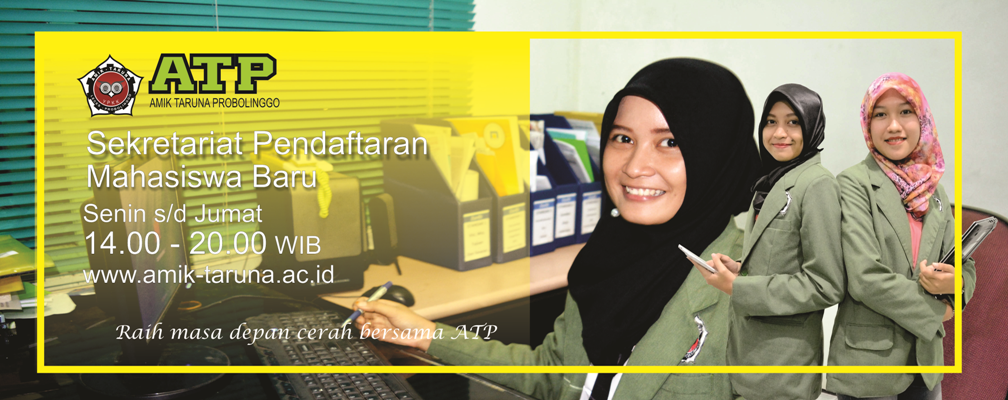 ATP
AMIK TARUNA PROBOLINGGO
Sekretariat Pendaftaran
Mahasiswa Baru
Senin s/d Jumat
14.00 - 20.00 WIB
www.amik-taruna.ac.id
Raih masa depan cerah bersama ATP